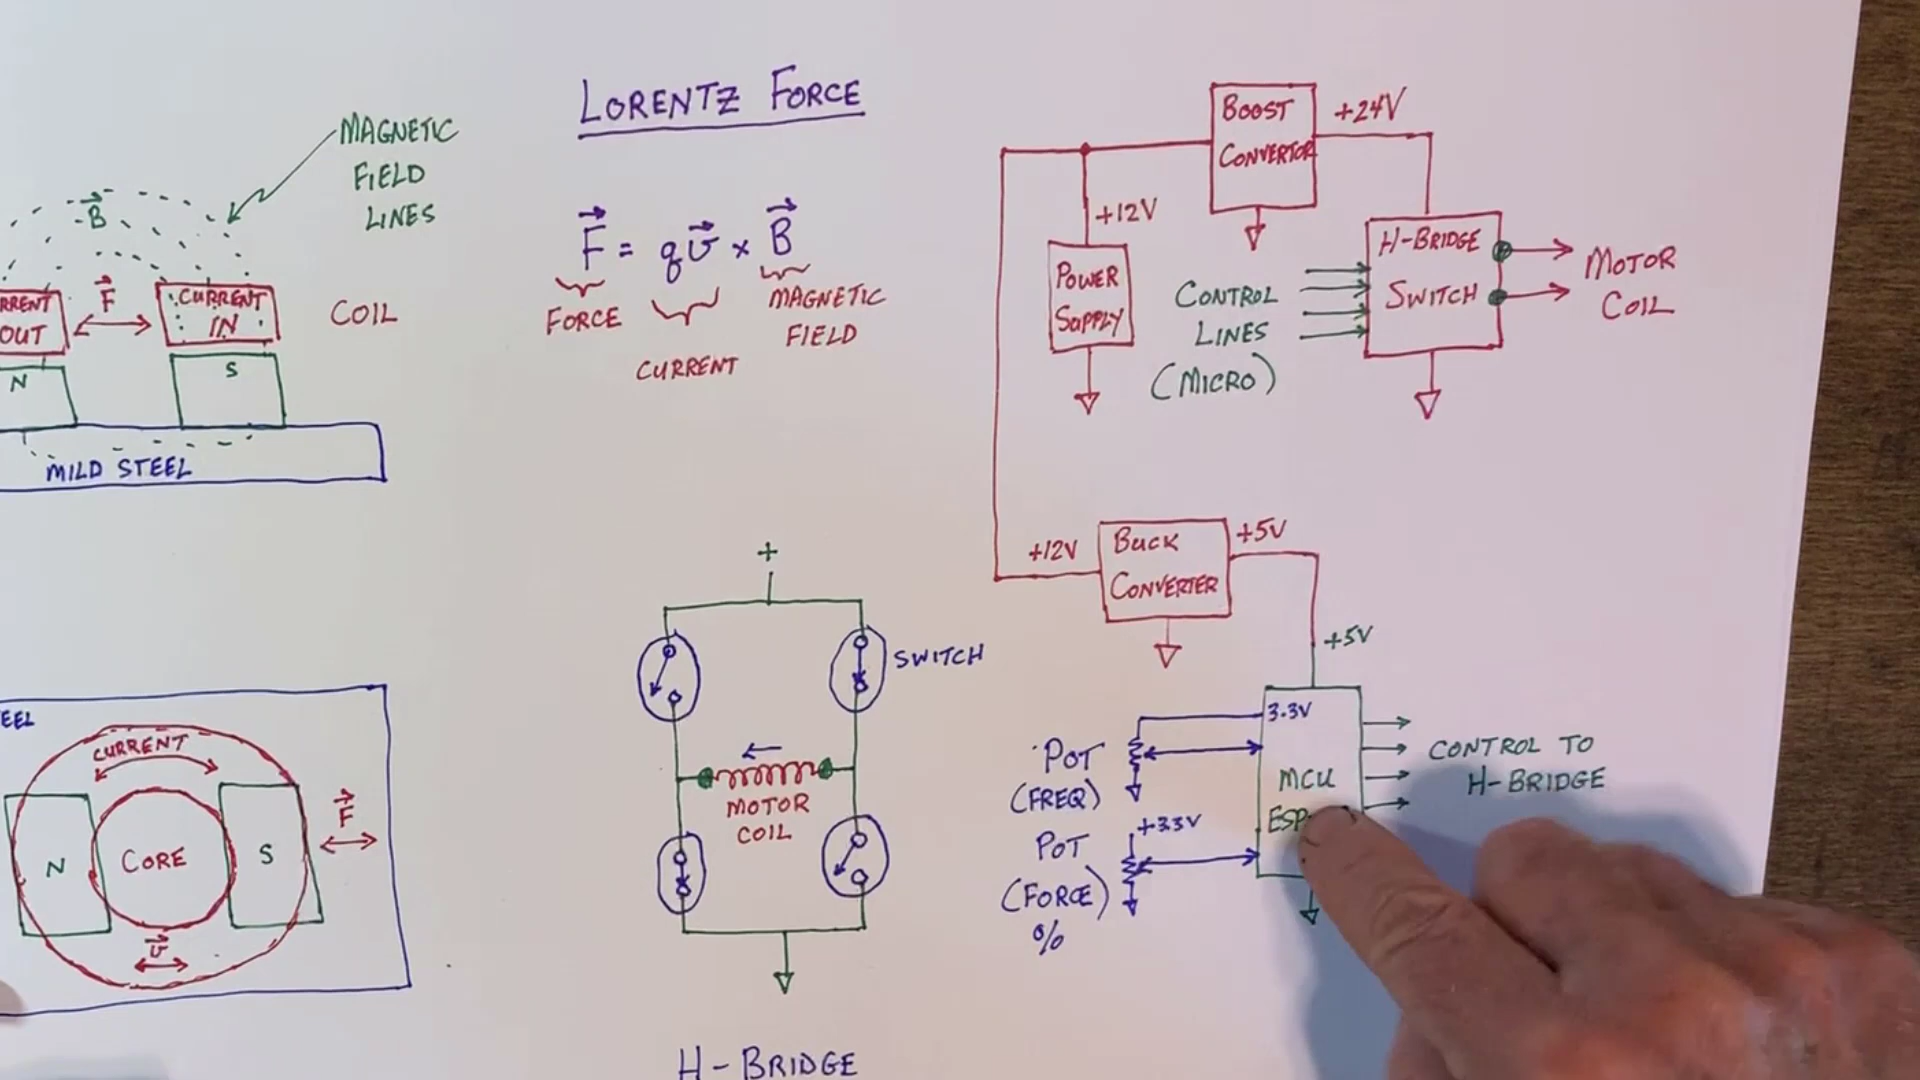 LORENTZ FORCE
MAGNETIC
FIELD
LINES
B
F
CURRENT
IN
OUT
COIL
N
S
MILD STEEL
F = qv × B
FORCE
CURRENT
MAGNETIC
FIELD
BOOST
CONVERTOR
+24V
+12V
POWER
SUPPLY
H-BRIDGE
SWITCH
MOTOR
COIL
CONTROL
LINES
(MICRO)
+12V
BUCK
CONVERTER
+5V
+5V
3.3V
MCU
POT
(FREQ)
+3.3V
POT
(FORCE)
%
CONTROL TO
H-BRIDGE
+
SWITCH
MOTOR
COIL
H-BRIDGE
CURRENT
N
CORE
S
F
v